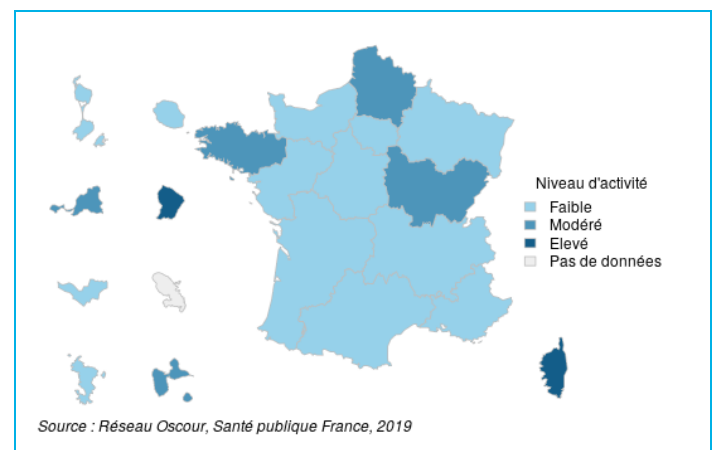 Niveau d'activité
Faible
Modéré
Elevé
Pas de données
Source : Réseau Oscour, Santé publique France, 2019